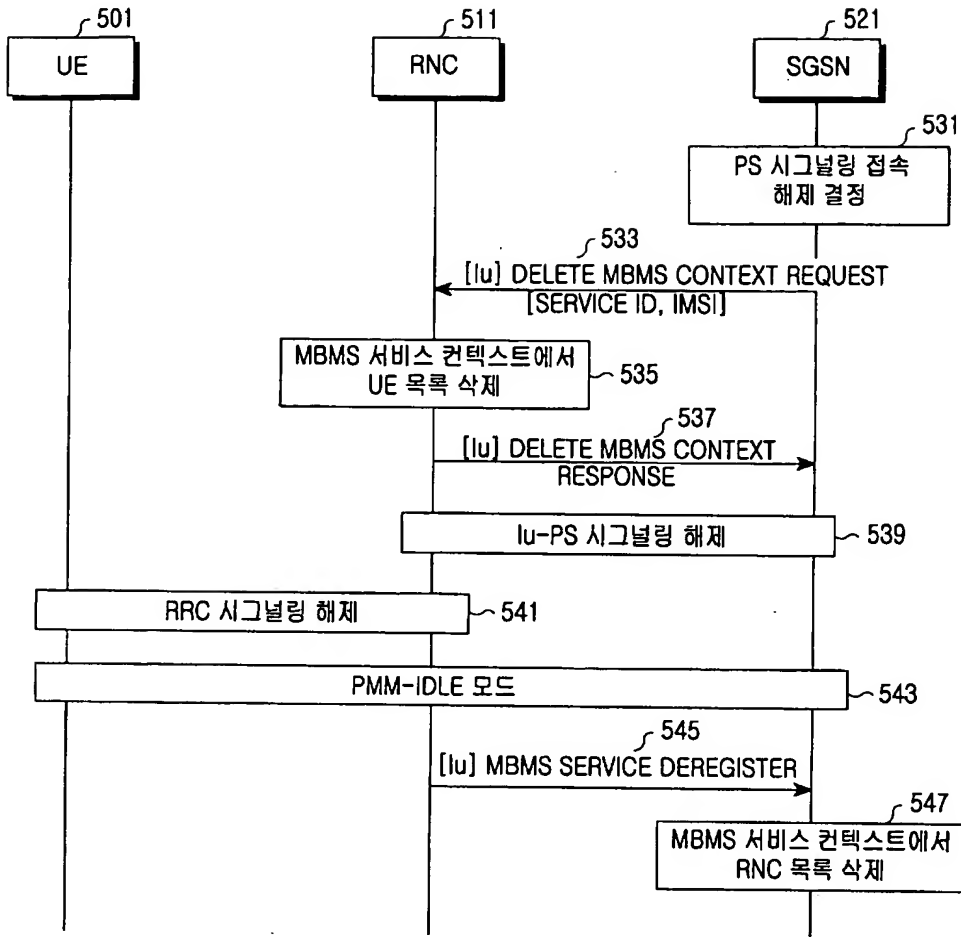 501
511
521
UE
RNC
SGSN
531
PS 시그널링 접속
해제 결정
533
[Iu] DELETE MBMS CONTEXT REQUEST
[SERVICE ID, IMSI]
MBMS 서비스 컨텍스트에서
UE 목록 삭제
535
537
[Iu] DELETE MBMS CONTEXT
RESPONSE
Iu-PS 시그널링 해제
539
RRC 시그널링 해제
541
PMM-IDLE 모드
543
545
[Iu] MBMS SERVICE DEREGISTER
547
MBMS 서비스 컨텍스트에서
RNC 목록 삭제